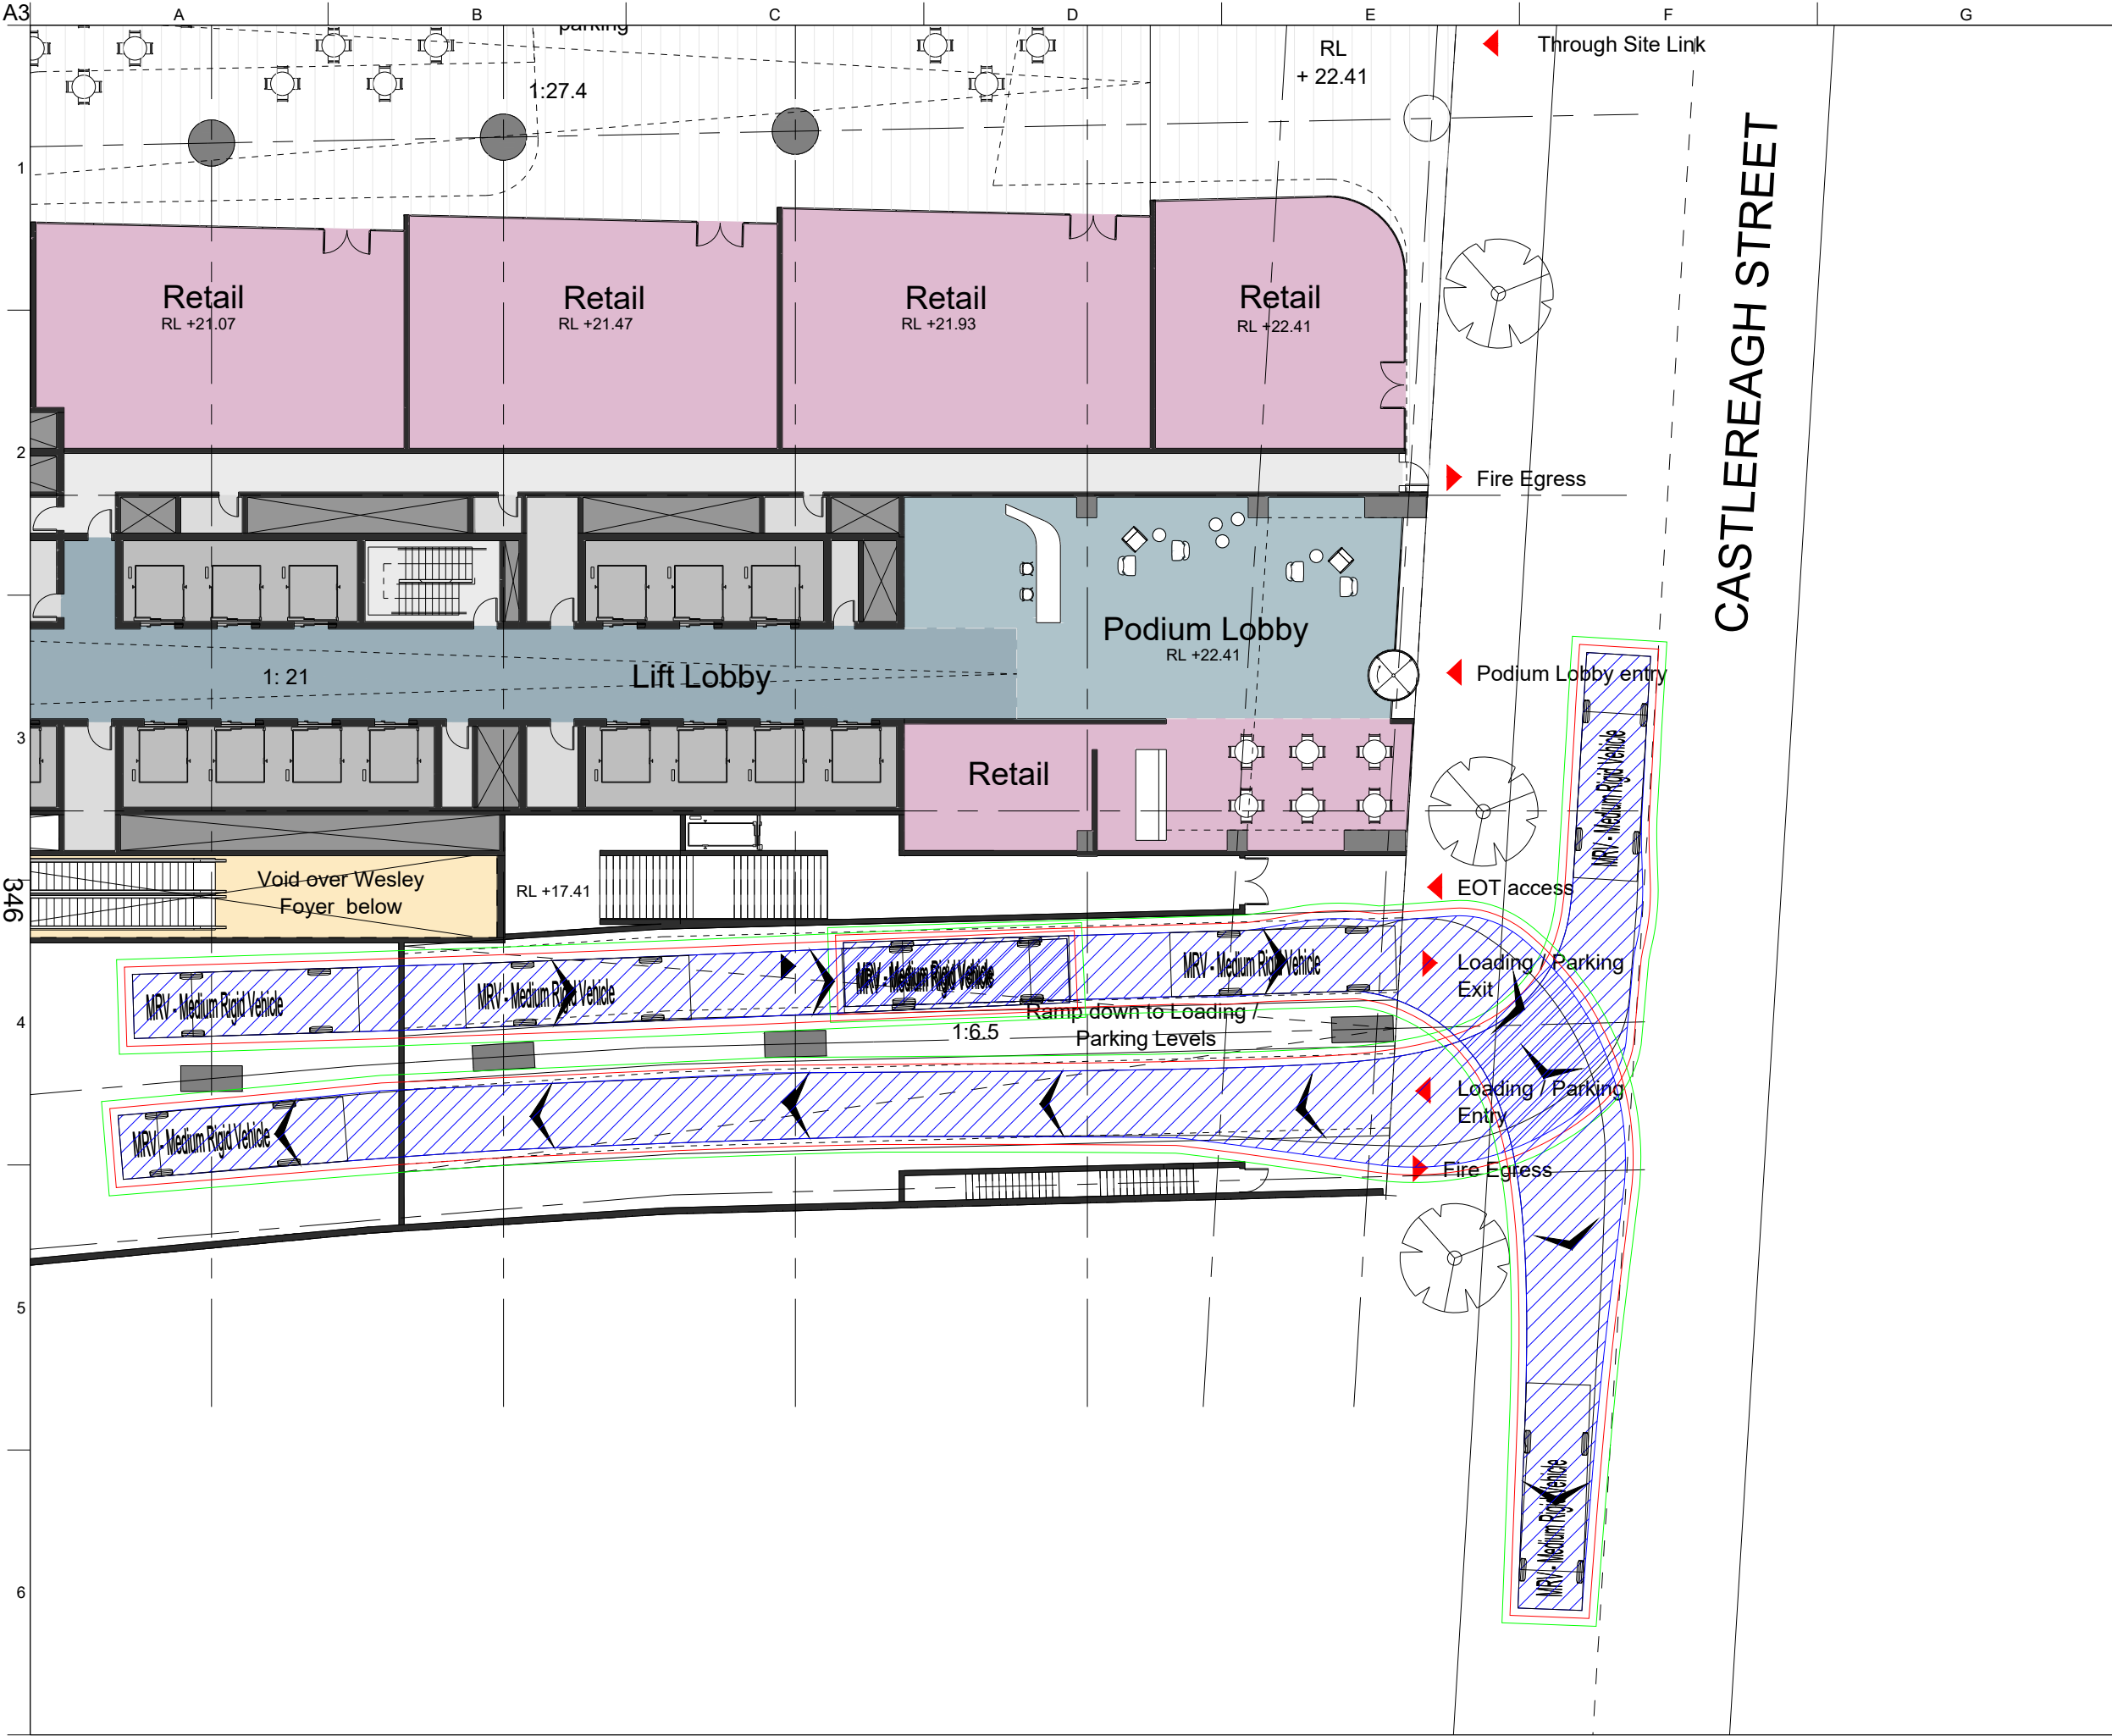 A3
A
B
C
D
E
F
G
parking
1:27.4
RL
+ 22.41
Through Site Link
CASTLEREAGH STREET
1
Retail
RL +21.07
Retail
RL +21.47
Retail
RL +21.93
Retail
RL +22.41
2
Fire Egress
Podium Lobby
RL +22.41
Lift Lobby
1: 21
Podium Lobby entry
3
Retail
MRV - Medium Rigid Vehicle
346
Void over Wesley
Foyer below
RL +17.41
EOT access
MRV - Medium Rigid Vehicle
MRV - Medium Rigid Vehicle
MRV - Medium Rigid Vehicle
MRV - Medium Rigid Vehicle
Loading / Parking
Exit
4
Ramp down to Loading /
Parking Levels
1:6.5
Loading / Parking
Entry
MRV - Medium Rigid Vehicle
Fire Egress
5
MRV - Medium Rigid Vehicle
6